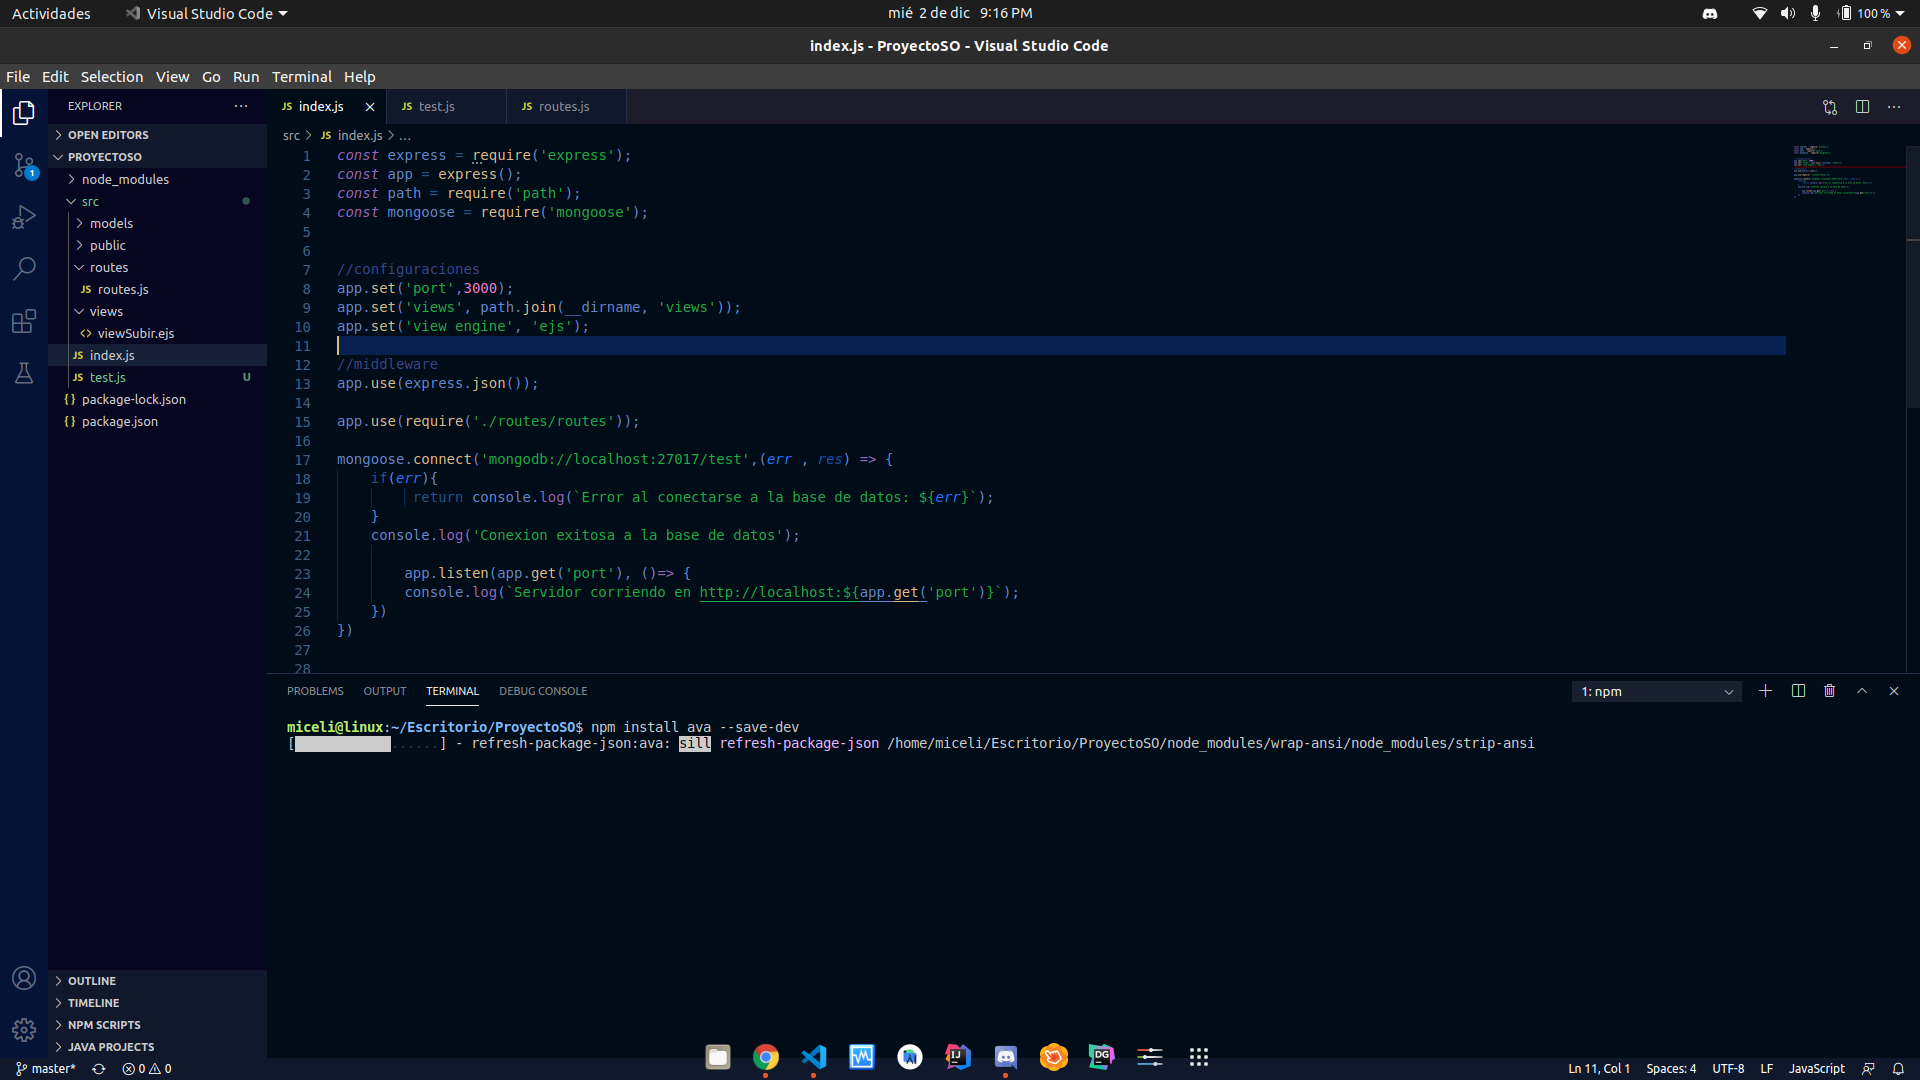 Actividades
Visual Studio Code
mié 2 de dic 9:16 PM
100 %
index.js - ProyectoSO - Visual Studio Code
File Edit Selection View Go Run Terminal Help
EXPLORER
OPEN EDITORS
PROYECTOSO
node_modules
src
models
public
routes
JS routes.js
views
<> viewSubir.ejs
JS index.js
JS test.js U
{} package-lock.json
{} package.json
OUTLINE
TIMELINE
NPM SCRIPTS
JAVA PROJECTS
1
JS index.js
JS test.js
JS routes.js
src > JS index.js > ...
1 const express = require('express');
2 const app = express();
3 const path = require('path');
4 const mongoose = require('mongoose');
5
6
7 //configuraciones
8 app.set('port',3000);
9 app.set('views', path.join(__dirname, 'views'));
10 app.set('view engine', 'ejs');
11
12 //middleware
13 app.use(express.json());
14
15 app.use(require('./routes/routes'));
16
17 mongoose.connect('mongodb://localhost:27017/test',(err , res) => {
18     if(err){
19          return console.log(`Error al conectarse a la base de datos: ${err}`);
20     }
21     console.log('Conexion exitosa a la base de datos');
22
23         app.listen(app.get('port'), ()=> {
24         console.log(`Servidor corriendo en http://localhost:${app.get('port')}`);
25     })
26 })
27
28
PROBLEMS OUTPUT TERMINAL DEBUG CONSOLE
1: npm
miceli@linux:~/Escritorio/ProyectoSO$ npm install ava --save-dev
[            ......] - refresh-package-json:ava: sill refresh-package-json /home/miceli/Escritorio/ProyectoSO/node_modules/wrap-ansi/node_modules/strip-ansi
IJ
DG
master*
0 0
Ln 11, Col 1 Spaces: 4 UTF-8 LF JavaScript